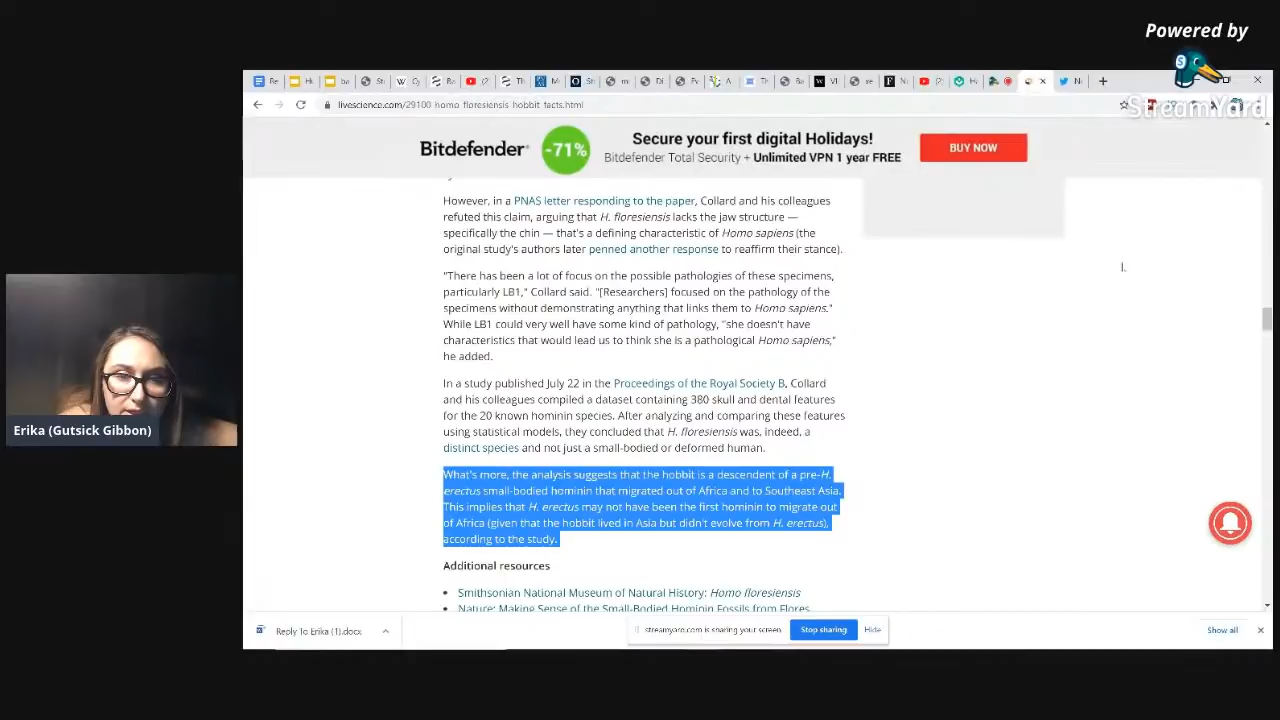 Powered by
StreamYard
livescience.com/29100 homo floresiensis hobbit facts.html
Bitdefender
-71%
Secure your first digital Holidays!
Bitdefender Total Security + Unlimited VPN 1 year FREE
BUY NOW
However, in a PNAS letter responding to the paper, Collard and his colleagues
refuted this claim, arguing that H. floresiensis lacks the jaw structure —
specifically the chin — that's a defining characteristic of Homo sapiens (the
original study's authors later penned another response to reaffirm their stance).
"There has been a lot of focus on the possible pathologies of these specimens,
particularly LB1," Collard said. "[Researchers] focused on the pathology of the
specimens without demonstrating anything that links them to Homo sapiens."
While LB1 could very well have some kind of pathology, "she doesn't have
characteristics that would lead us to think she is a pathological Homo sapiens,"
he added.
In a study published July 22 in the Proceedings of the Royal Society B, Collard
and his colleagues compiled a dataset containing 380 skull and dental features
for the 20 known hominin species. After analyzing and comparing these features
using statistical models, they concluded that H. floresiensis was, indeed, a
distinct species and not just a small-bodied or deformed human.
What's more, the analysis suggests that the hobbit is a descendent of a pre-H.
erectus small-bodied hominin that migrated out of Africa and to Southeast Asia.
This implies that H. erectus may not have been the first hominin to migrate out
of Africa (given that the hobbit lived in Asia but didn't evolve from H. erectus),
according to the study.
Additional resources
Smithsonian National Museum of Natural History: Homo floresiensis
Nature: Making Sense of the Small-Bodied Hominin Fossils from Flores
Erika (Gutsick Gibbon)
Reply To Erika (1).docx
streamyard.com is sharing your screen.
Stop sharing
Hide
Show all